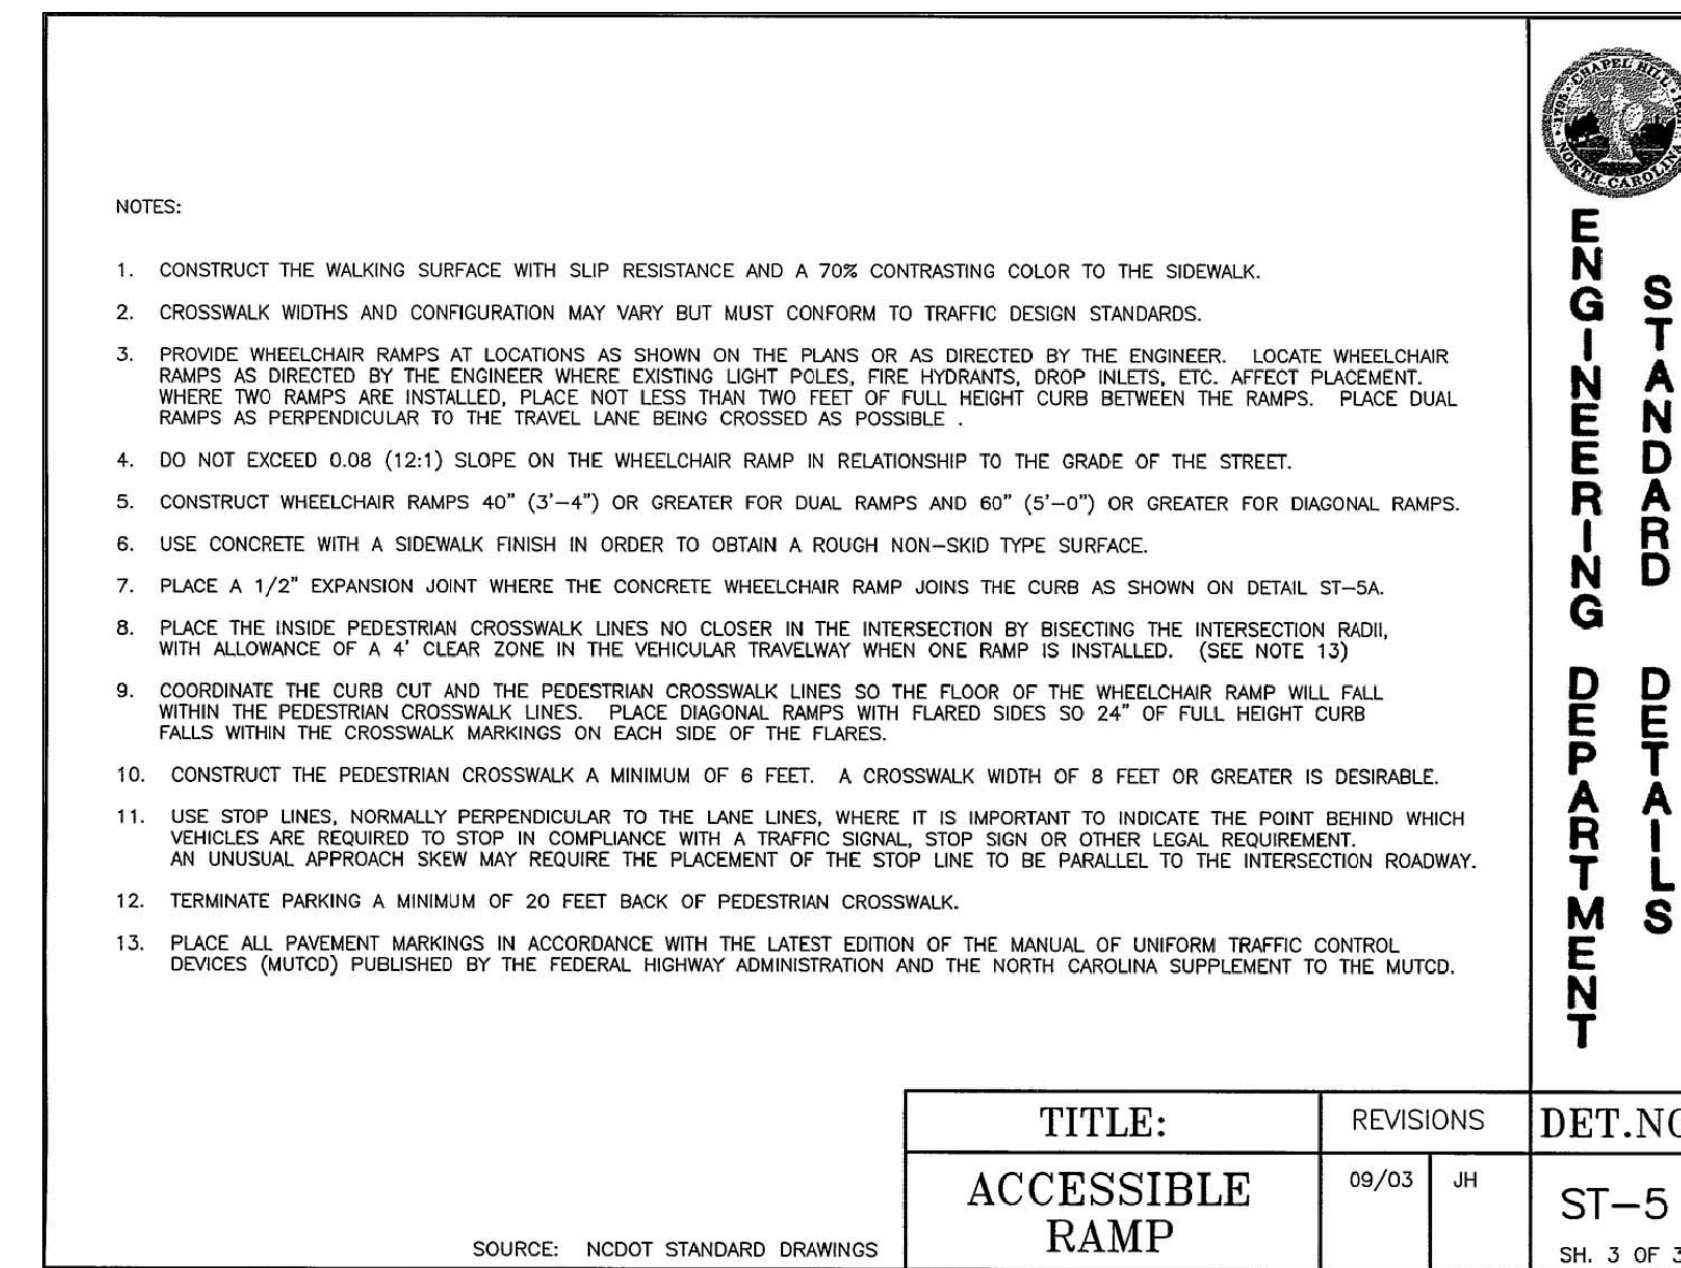 NOTES:
1. CONSTRUCT THE WALKING SURFACE WITH SLIP RESISTANCE AND A 70% CONTRASTING COLOR TO THE SIDEWALK.
2. CROSSWALK WIDTHS AND CONFIGURATION MAY VARY BUT MUST CONFORM TO TRAFFIC DESIGN STANDARDS.
3. PROVIDE WHEELCHAIR RAMPS AT LOCATIONS AS SHOWN ON THE PLANS OR AS DIRECTED BY THE ENGINEER. LOCATE WHEELCHAIR
RAMPS AS DIRECTED BY THE ENGINEER WHERE EXISTING LIGHT POLES, FIRE HYDRANTS, DROP INLETS, ETC. AFFECT PLACEMENT.
WHERE TWO RAMPS ARE INSTALLED, PLACE NOT LESS THAN TWO FEET OF FULL HEIGHT CURB BETWEEN THE RAMPS. PLACE DUAL
RAMPS AS PERPENDICULAR TO THE TRAVEL LANE BEING CROSSED AS POSSIBLE .
4. DO NOT EXCEED 0.08 (12:1) SLOPE ON THE WHEELCHAIR RAMP IN RELATIONSHIP TO THE GRADE OF THE STREET.
5. CONSTRUCT WHEELCHAIR RAMPS 40" (3'-4") OR GREATER FOR DUAL RAMPS AND 60" (5'-0") OR GREATER FOR DIAGONAL RAMPS.
6. USE CONCRETE WITH A SIDEWALK FINISH IN ORDER TO OBTAIN A ROUGH NON-SKID TYPE SURFACE.
7. PLACE A 1/2" EXPANSION JOINT WHERE THE CONCRETE WHEELCHAIR RAMP JOINS THE CURB AS SHOWN ON DETAIL ST-5A.
8. PLACE THE INSIDE PEDESTRIAN CROSSWALK LINES NO CLOSER IN THE INTERSECTION BY BISECTING THE INTERSECTION RADII,
WITH ALLOWANCE OF A 4' CLEAR ZONE IN THE VEHICULAR TRAVELWAY WHEN ONE RAMP IS INSTALLED. (SEE NOTE 13)
9. COORDINATE THE CURB CUT AND THE PEDESTRIAN CROSSWALK LINES SO THE FLOOR OF THE WHEELCHAIR RAMP WILL FALL
WITHIN THE PEDESTRIAN CROSSWALK LINES. PLACE DIAGONAL RAMPS WITH FLARED SIDES SO 24" OF FULL HEIGHT CURB
FALLS WITHIN THE CROSSWALK MARKINGS ON EACH SIDE OF THE FLARES.
10. CONSTRUCT THE PEDESTRIAN CROSSWALK A MINIMUM OF 6 FEET. A CROSSWALK WIDTH OF 8 FEET OR GREATER IS DESIRABLE.
11. USE STOP LINES, NORMALLY PERPENDICULAR TO THE LANE LINES, WHERE IT IS IMPORTANT TO INDICATE THE POINT BEHIND WHICH
VEHICLES ARE REQUIRED TO STOP IN COMPLIANCE WITH A TRAFFIC SIGNAL, STOP SIGN OR OTHER LEGAL REQUIREMENT.
AN UNUSUAL APPROACH SKEW MAY REQUIRE THE PLACEMENT OF THE STOP LINE TO BE PARALLEL TO THE INTERSECTION ROADWAY.
12. TERMINATE PARKING A MINIMUM OF 20 FEET BACK OF PEDESTRIAN CROSSWALK.
13. PLACE ALL PAVEMENT MARKINGS IN ACCORDANCE WITH THE LATEST EDITION OF THE MANUAL OF UNIFORM TRAFFIC CONTROL
DEVICES (MUTCD) PUBLISHED BY THE FEDERAL HIGHWAY ADMINISTRATION AND THE NORTH CAROLINA SUPPLEMENT TO THE MUTCD.
SOURCE: NCDOT STANDARD DRAWINGS
TITLE:
ACCESSIBLE
RAMP
REVISIONS
09/03 JH
CHAPEL HILL
1795
NORTH CAROLINA
ENGINEERING DEPARTMENT
STANDARD DETAILS
DET.NO
ST-5
SH. 3 OF 3